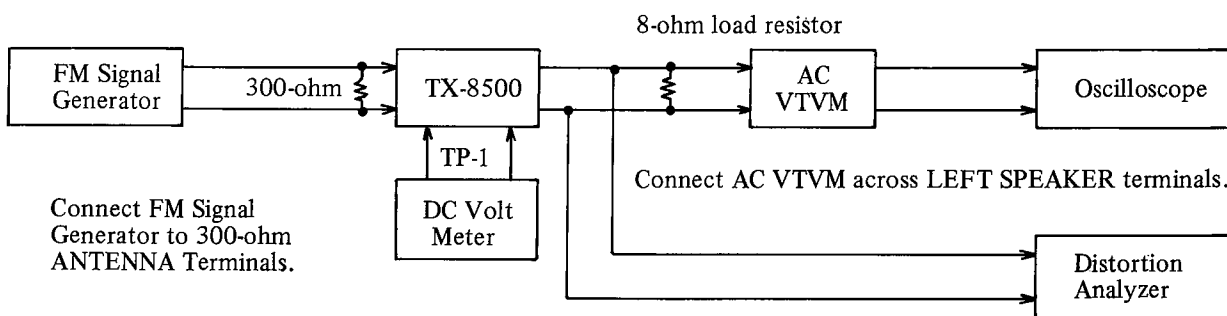 8-ohm load resistor
FM Signal
Generator
300-ohm
TX-8500
AC
VTVM
Oscilloscope
TP-1
Connect AC VTVM across LEFT SPEAKER terminals.
DC Volt
Meter
Connect FM Signal
Generator to 300-ohm
ANTENNA Terminals.
Distortion
Analyzer